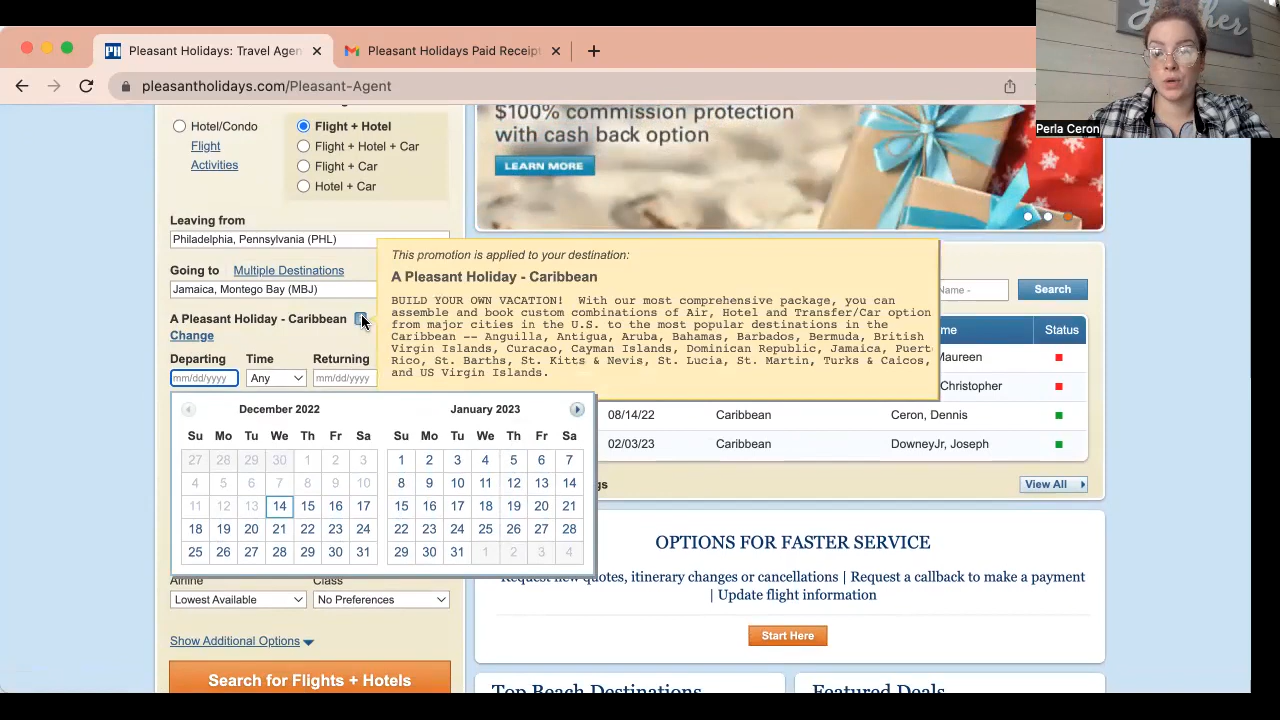 Gather
Pleasant Holidays: Travel Agen
Pleasant Holidays Paid Receipt
pleasantholidays.com/Pleasant-Agent
Perla Ceron
Hotel/Condo
Flight
Activities
Flight + Hotel
Flight + Hotel + Car
Flight + Car
Hotel + Car
$100% commission protection
with cash back option
LEARN MORE
Leaving from
Philadelphia, Pennsylvania (PHL)
Going to Multiple Destinations
Jamaica, Montego Bay (MBJ)
A Pleasant Holiday - Caribbean
Change
Departing Time Returning
mm/dd/yyyy Any mm/dd/yyyy
This promotion is applied to your destination:
A Pleasant Holiday - Caribbean
BUILD YOUR OWN VACATION! With our most comprehensive package, you can
assemble and book custom combinations of Air, Hotel and Transfer/Car option
from major cities in the U.S. to the most popular destinations in the
Caribbean -- Anguilla, Antigua, Aruba, Bahamas, Barbados, Bermuda, British
Virgin Islands, Curacao, Cayman Islands, Dominican Republic, Jamaica, Puert
Rico, St. Barths, St. Kitts & Nevis, St. Lucia, St. Martin, Turks & Caicos,
and US Virgin Islands.
Name - Search
me Status
Maureen
Christopher
08/14/22 Caribbean Ceron, Dennis
02/03/23 Caribbean DowneyJr, Joseph
gs View All
December 2022 January 2023
Su Mo Tu We Th Fr Sa Su Mo Tu We Th Fr Sa
27 28 29 30 1 2 3 1 2 3 4 5 6 7
4 5 6 7 8 9 10 8 9 10 11 12 13 14
11 12 13 14 15 16 17 15 16 17 18 19 20 21
18 19 20 21 22 23 24 22 23 24 25 26 27 28
25 26 27 28 29 30 31 29 30 31 1 2 3 4
Airline Class
Lowest Available No Preferences
Show Additional Options
Search for Flights + Hotels
OPTIONS FOR FASTER SERVICE
Request new quotes, itinerary changes or cancellations | Request a callback to make a payment
| Update flight information
Start Here
Top Beach Destinations
Featured Deals